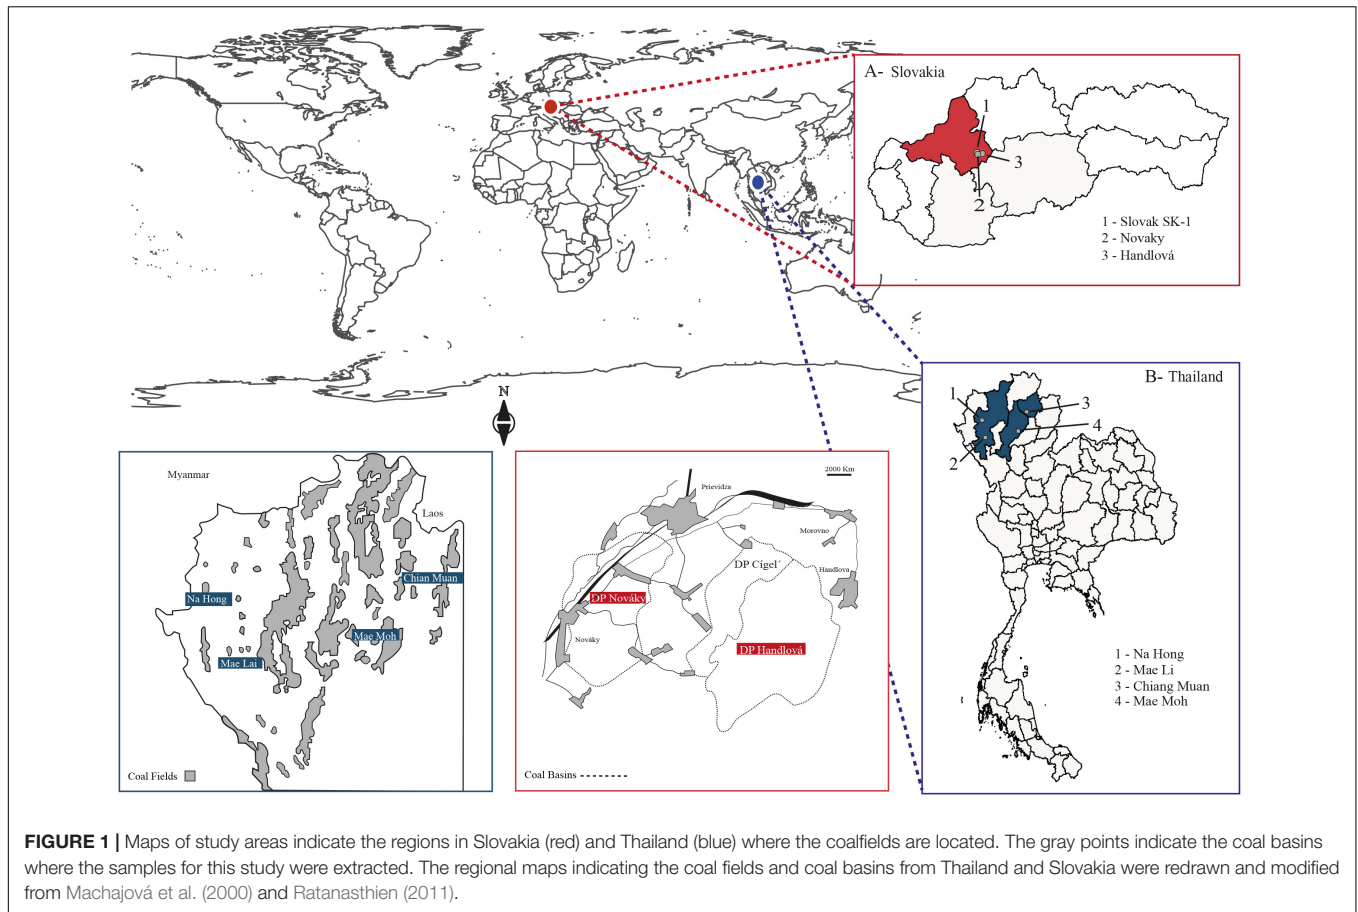 A- Slovakia
1
3
2
1 - Slovak SK-1
2 - Novaky
3 - Handlová
B- Thailand
1
3
4
2
1 - Na Hong
2 - Mae Li
3 - Chiang Muan
4 - Mae Moh
N
Myanmar
Laos
Chian Muan
Na Hong
Mae Moh
Mae Lai
Coal Fields
2000 Km
Prievidza
Morovno
DP Cígel´
Handlova
DP Nováky
Nováky
DP Handlová
Coal Basins
FIGURE 1 | Maps of study areas indicate the regions in Slovakia (red) and Thailand (blue) where the coalfields are located. The gray points indicate the coal basins
where the samples for this study were extracted. The regional maps indicating the coal fields and coal basins from Thailand and Slovakia were redrawn and modified
from Machajová et al. (2000) and Ratanasthien (2011).